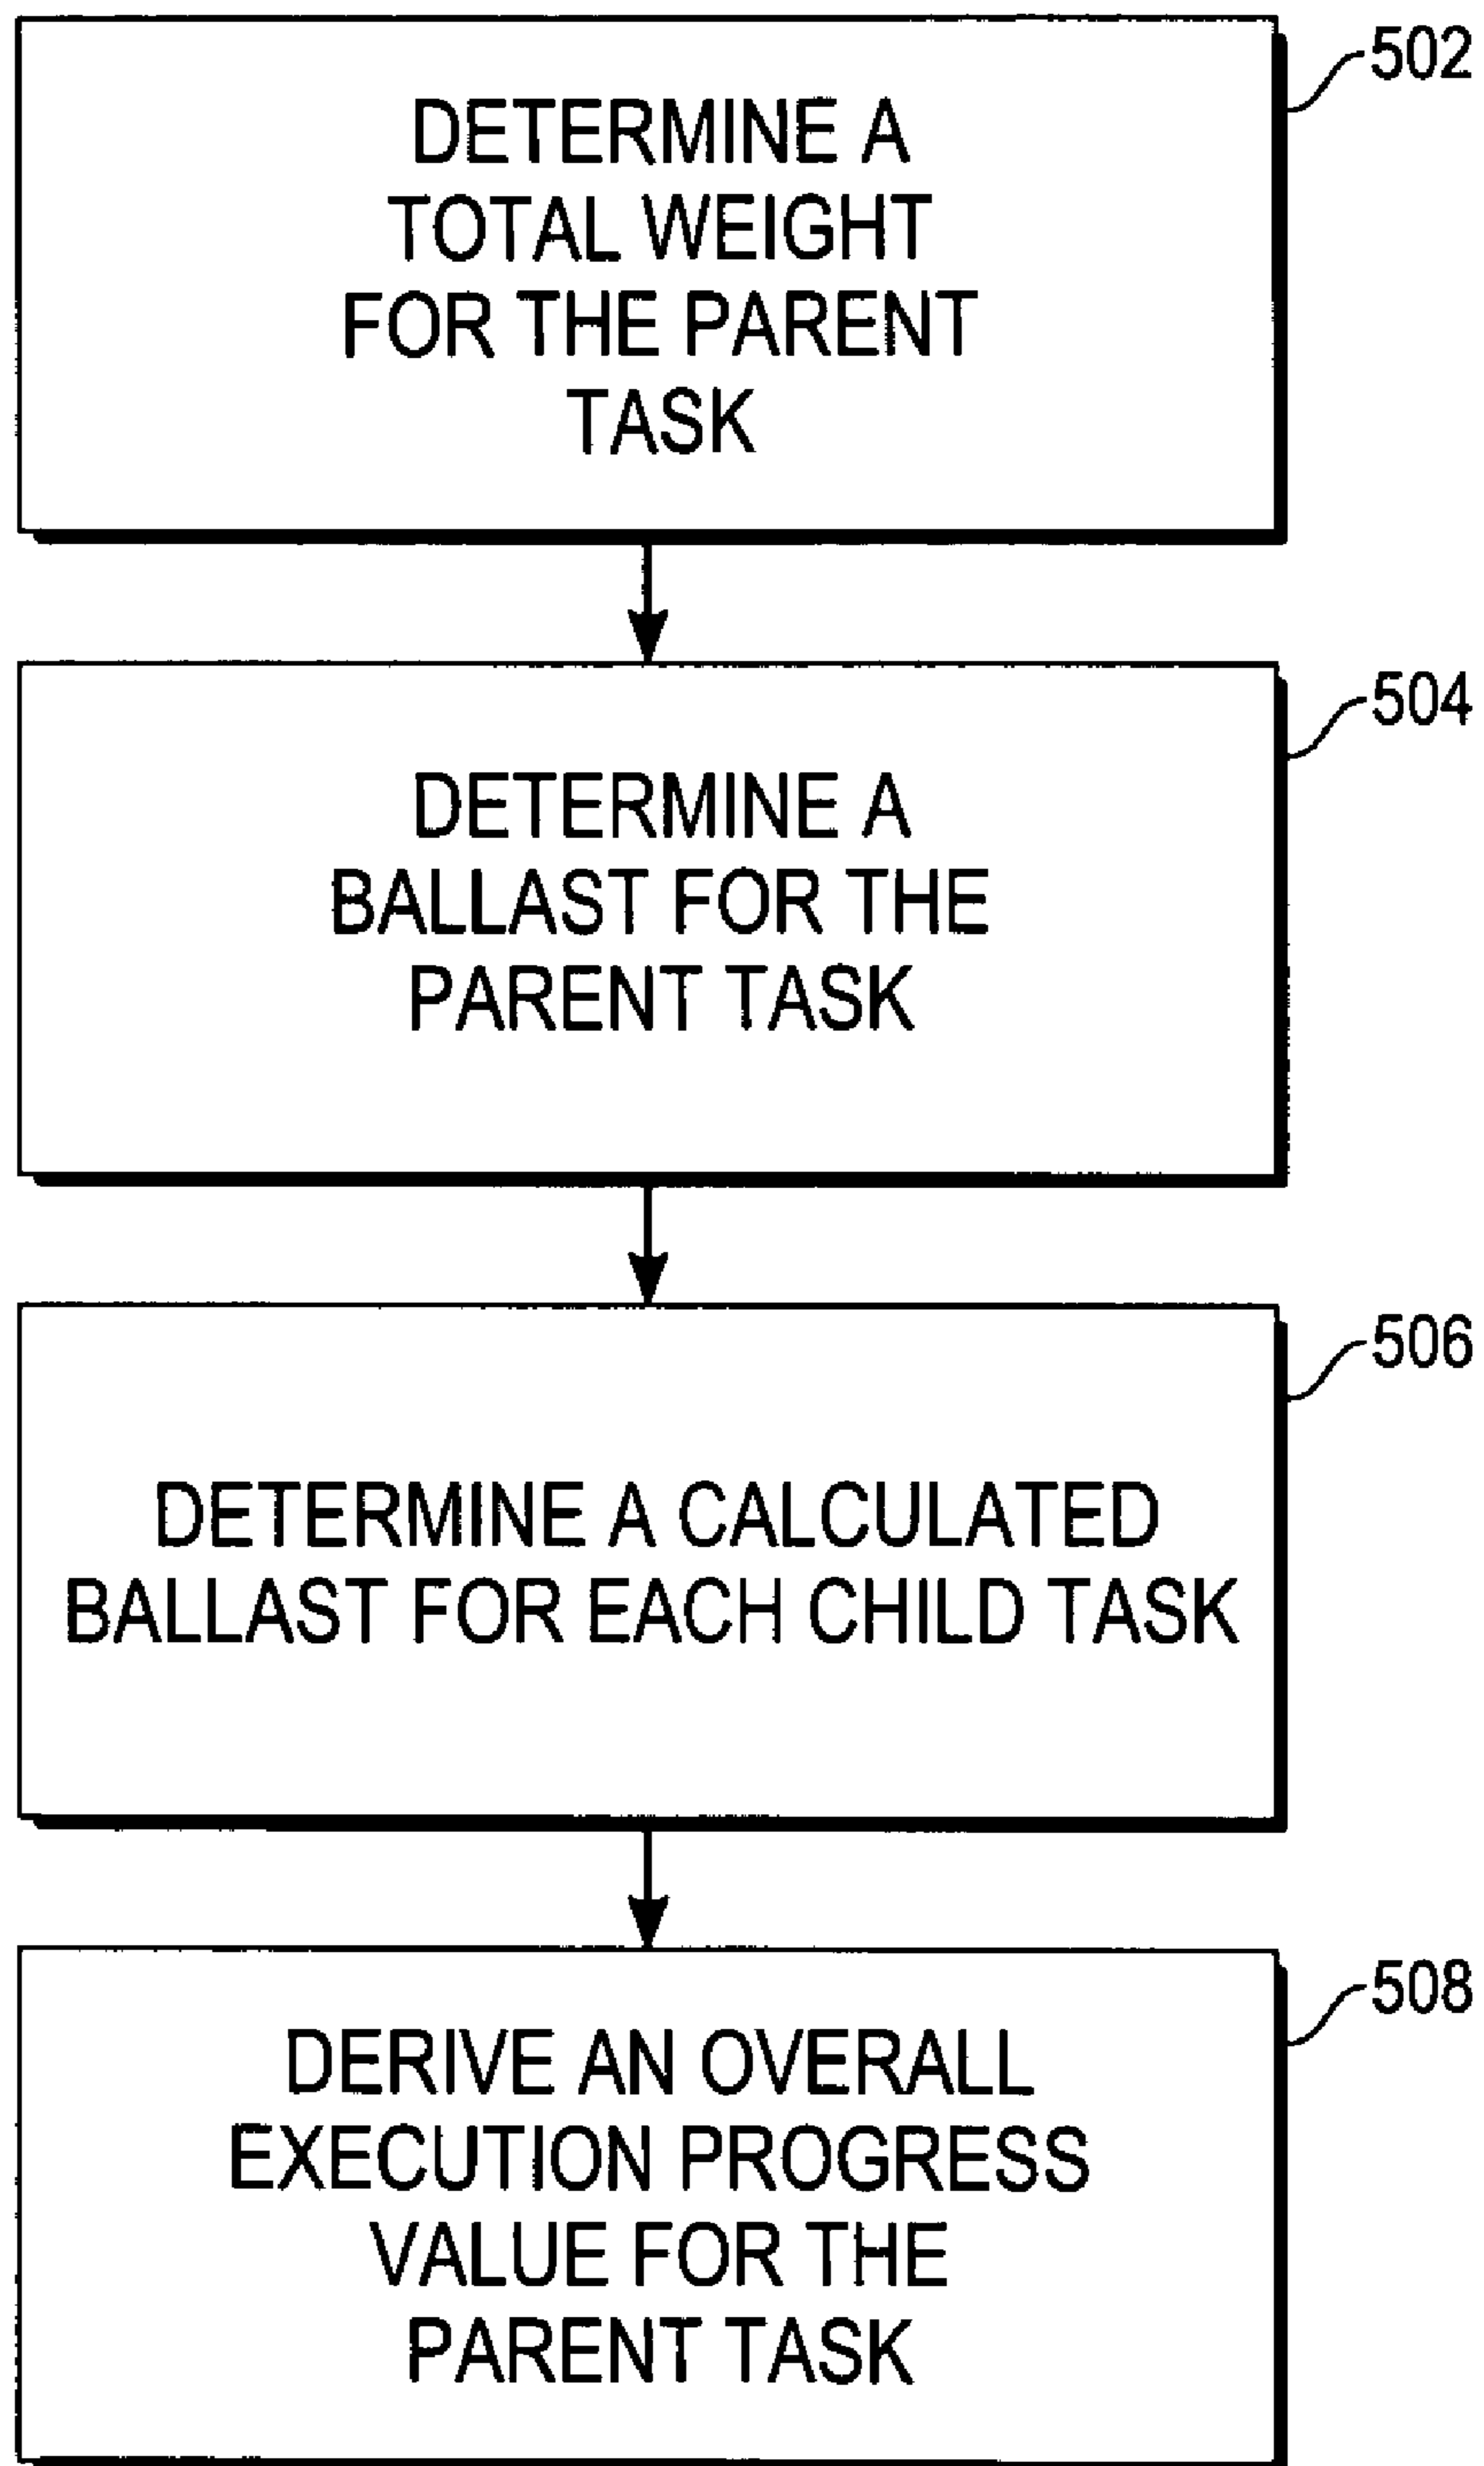 502
DETERMINE A
TOTAL WEIGHT
FOR THE PARENT
TASK
504
DETERMINE A
BALLAST FOR THE
PARENT TASK
506
DETERMINE A CALCULATED
BALLAST FOR EACH CHILD TASK
508
DERIVE AN OVERALL
EXECUTION PROGRESS
VALUE FOR THE
PARENT TASK